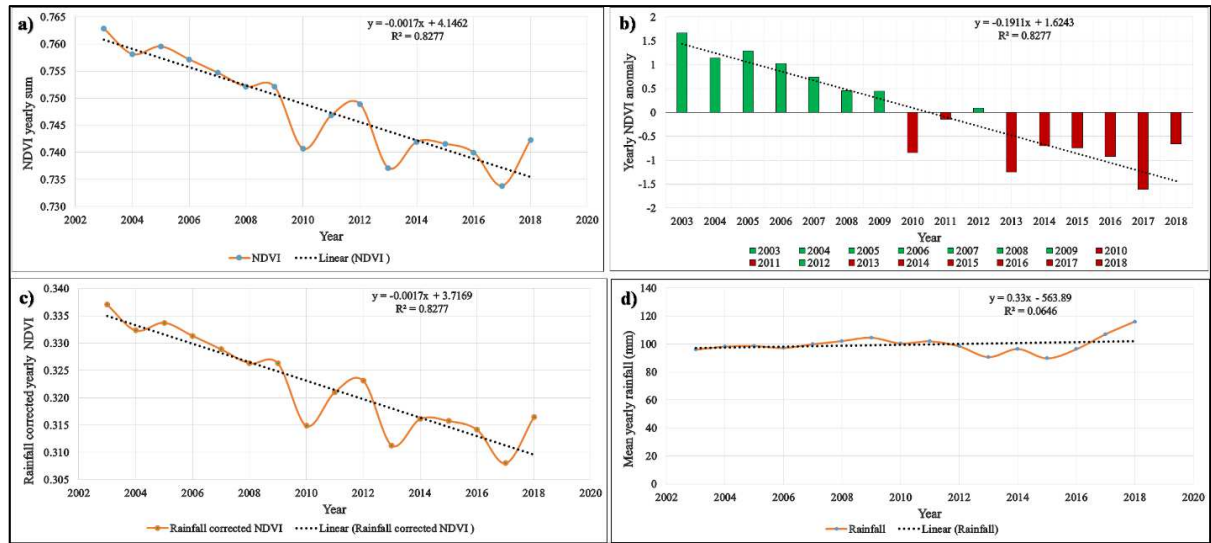 a)
y = -0.0017x + 4.1462
R² = 0.8277
NDVI yearly sum
0.765
0.760
0.755
0.750
0.745
0.740
0.735
0.730
2002 2004 2006 2008 2010 2012 2014 2016 2018 2020
Year
NDVI Linear (NDVI )
b)
y = -0.1911x + 1.6243
R² = 0.8277
Yearly NDVI anomaly
2
1.5
1
0.5
0
-0.5
-1
-1.5
-2
2003 2004 2005 2006 2007 2008 2009 2010 2011 2012 2013 2014 2015 2016 2017 2018
Year
2003 2004 2005 2006 2007 2008 2009 2010
2011 2012 2013 2014 2015 2016 2017 2018
c)
y = -0.0017x + 3.7169
R² = 0.8277
Rainfall corrected yearly NDVI
0.340
0.335
0.330
0.325
0.320
0.315
0.310
0.305
2002 2004 2006 2008 2010 2012 2014 2016 2018 2020
Year
Rainfall corrected NDVI Linear (Rainfall corrected NDVI )
d)
y = 0.33x - 563.89
R² = 0.0646
Mean yearly rainfall (mm)
140
120
100
80
60
40
20
0
2002 2004 2006 2008 2010 2012 2014 2016 2018 2020
Year
Rainfall Linear (Rainfall)